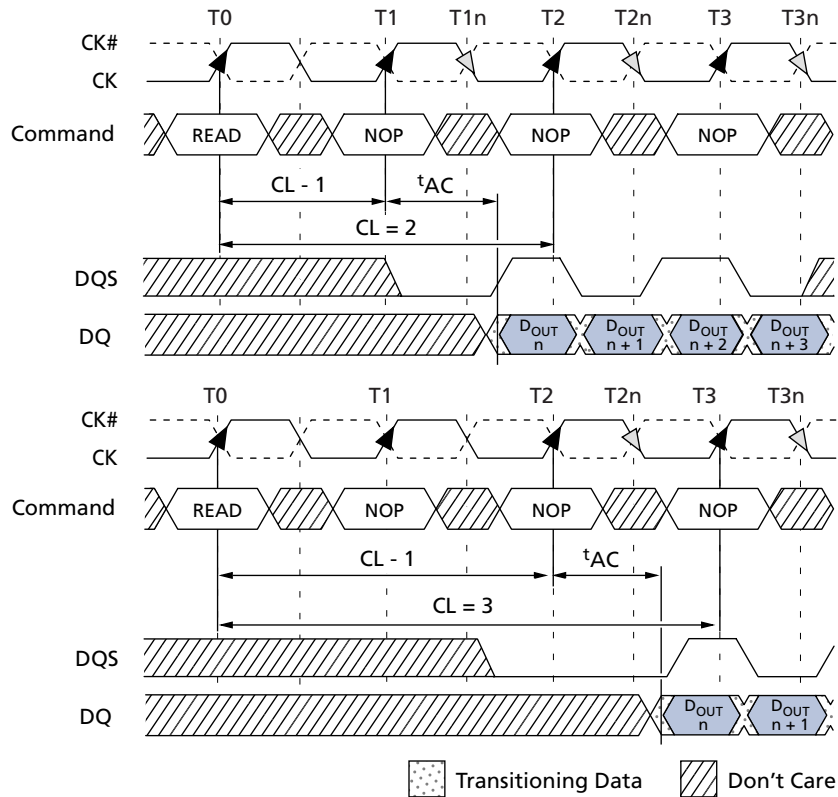 T0 T1 T1n T2 T2n T3 T3n
CK#
CK
Command READ NOP NOP NOP
CL - 1 tAC
CL = 2
DQS
DQ DOUT n DOUT n + 1 DOUT n + 2 DOUT n + 3
T0 T1 T2 T2n T3 T3n
CK#
CK
Command READ NOP NOP NOP
CL - 1 tAC
CL = 3
DQS
DQ DOUT n DOUT n + 1
Transitioning Data Don't Care